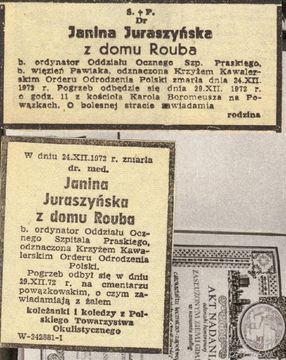 Ś. + P.
Dr
Janina Juraszyńska
z domu Rouba
b. ordynator Oddziału Ocznego Szp. Praskiego,
b. więzień Pawiaka, odznaczona Krzyżem Kawaler-
skim Orderu Odrodzenia Polski zmarła dnia 24.XII.
1972 r. Pogrzeb odbędzie się dnia 29.XII. 1972 r.
o godz. 11 z kościoła Karola Boromeusza na Po-
wązkach. O bolesnej stracie zawiadamia
rodzina
W dniu 24.XII.1972 r. zmarła
dr. med.
Janina
Juraszyńska
z domu Rouba
b. ordynator Oddziału Ocz-
nego Szpitala Praskiego,
odznaczona Krzyżem Kawa-
lerskim Orderu Odrodzenia
Polski.
Pogrzeb odbył się w dniu
29.XII.72 na cmentarzu
powązkowskim, o czym za-
wiadamiają z żalem
koleżanki i koledzy z Pol-
skiego Towarzystwa
Okulistycznego
W-242881-1
AKT NADANI